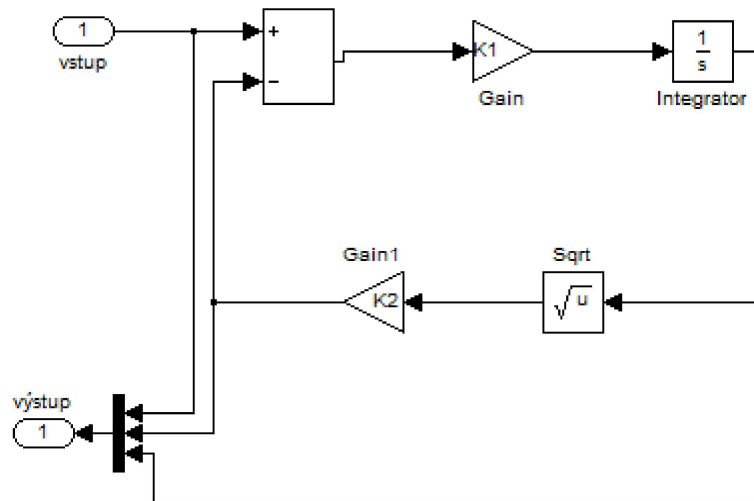 1
vstup
+
−
K1
Gain
1
s
Integrator
Gain1
K2
Sqrt
√u
výstup
1